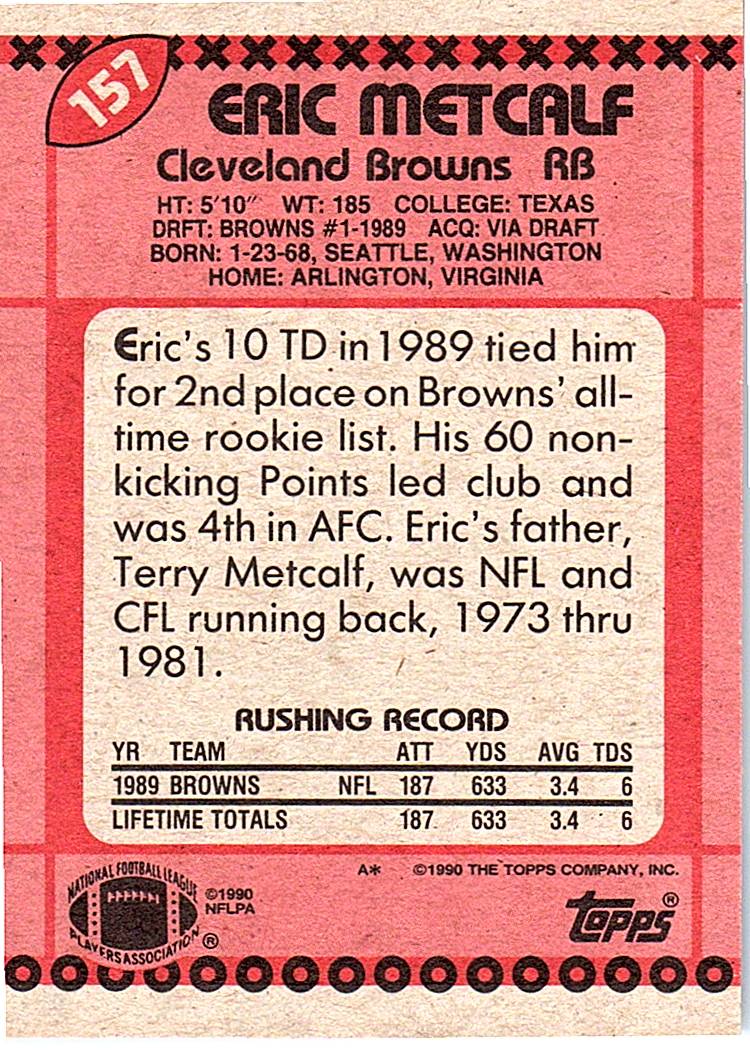 157
ERIC METCALF
Cleveland Browns RB
HT: 5'10" WT: 185 COLLEGE: TEXAS
DRFT: BROWNS #1-1989 ACQ: VIA DRAFT
BORN: 1-23-68, SEATTLE, WASHINGTON
HOME: ARLINGTON, VIRGINIA
Eric's 10 TD in 1989 tied him
for 2nd place on Browns' all-
time rookie list. His 60 non-
kicking Points led club and
was 4th in AFC. Eric's father,
Terry Metcalf, was NFL and
CFL running back, 1973 thru
1981.
RUSHING RECORD
YR TEAM ATT YDS AVG TDS
1989 BROWNS NFL 187 633 3.4 6
LIFETIME TOTALS 187 633 3.4 6
A* ©1990 THE TOPPS COMPANY, INC.
NATIONAL FOOTBALL LEAGUE
PLAYERS ASSOCIATION ®
©1990
NFLPA
topps®